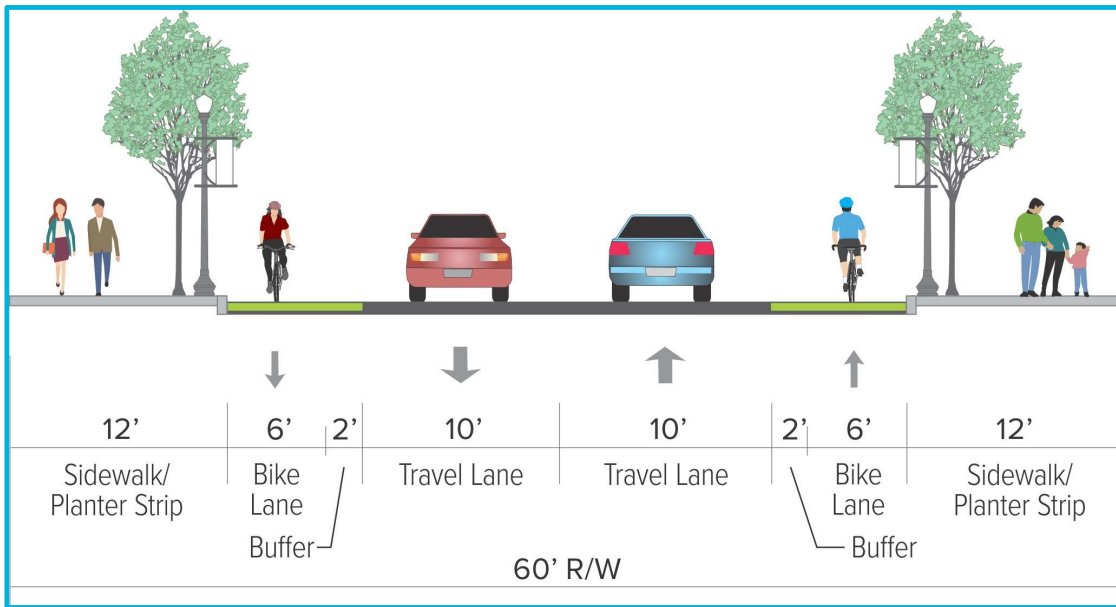 12’ 6’ 2’ 10’ 10’ 2’ 6’ 12’
Sidewalk/
Planter Strip
Bike
Lane
Buffer
Travel Lane
Travel Lane
Buffer
Bike
Lane
Sidewalk/
Planter Strip
60’ R/W